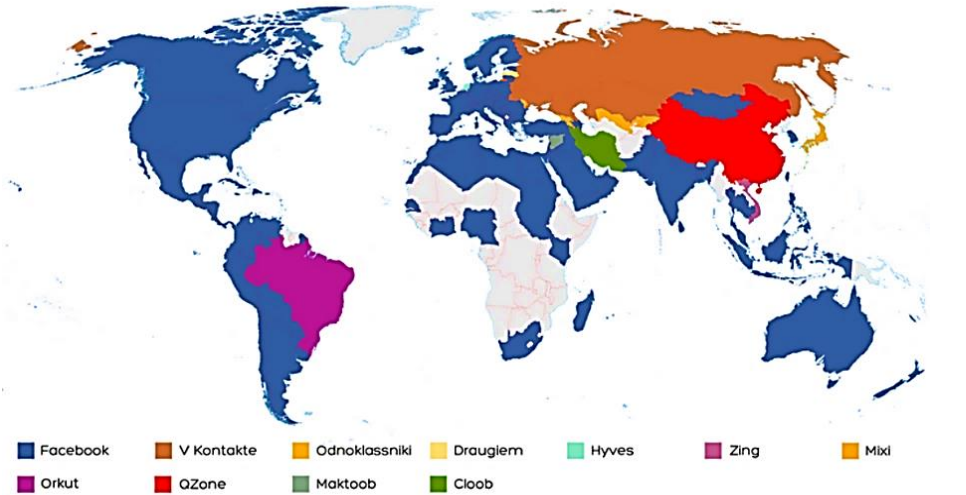 Facebook V Kontakte Odnoklassniki Draugiem Hyves Zing Mixi
Orkut QZone Maktoob Cloob